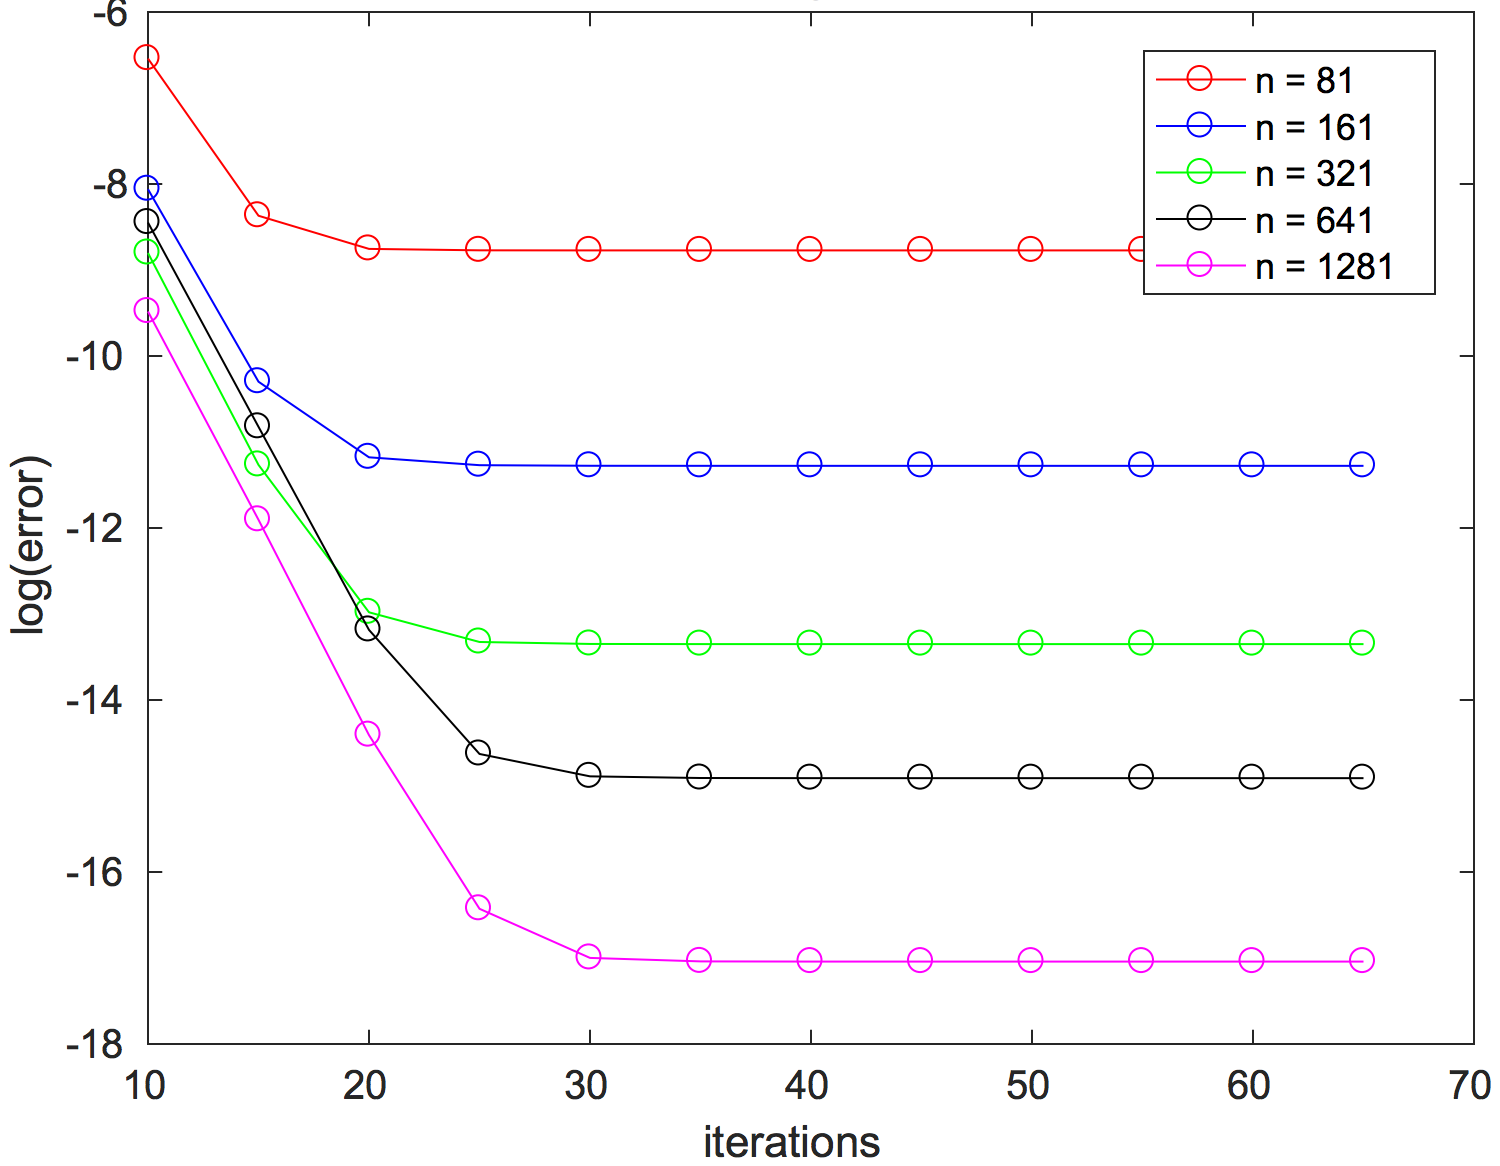 -6
-8
-10
-12
-14
-16
-18
log(error)
n = 81
n = 161
n = 321
n = 641
n = 1281
10 20 30 40 50 60 70
iterations